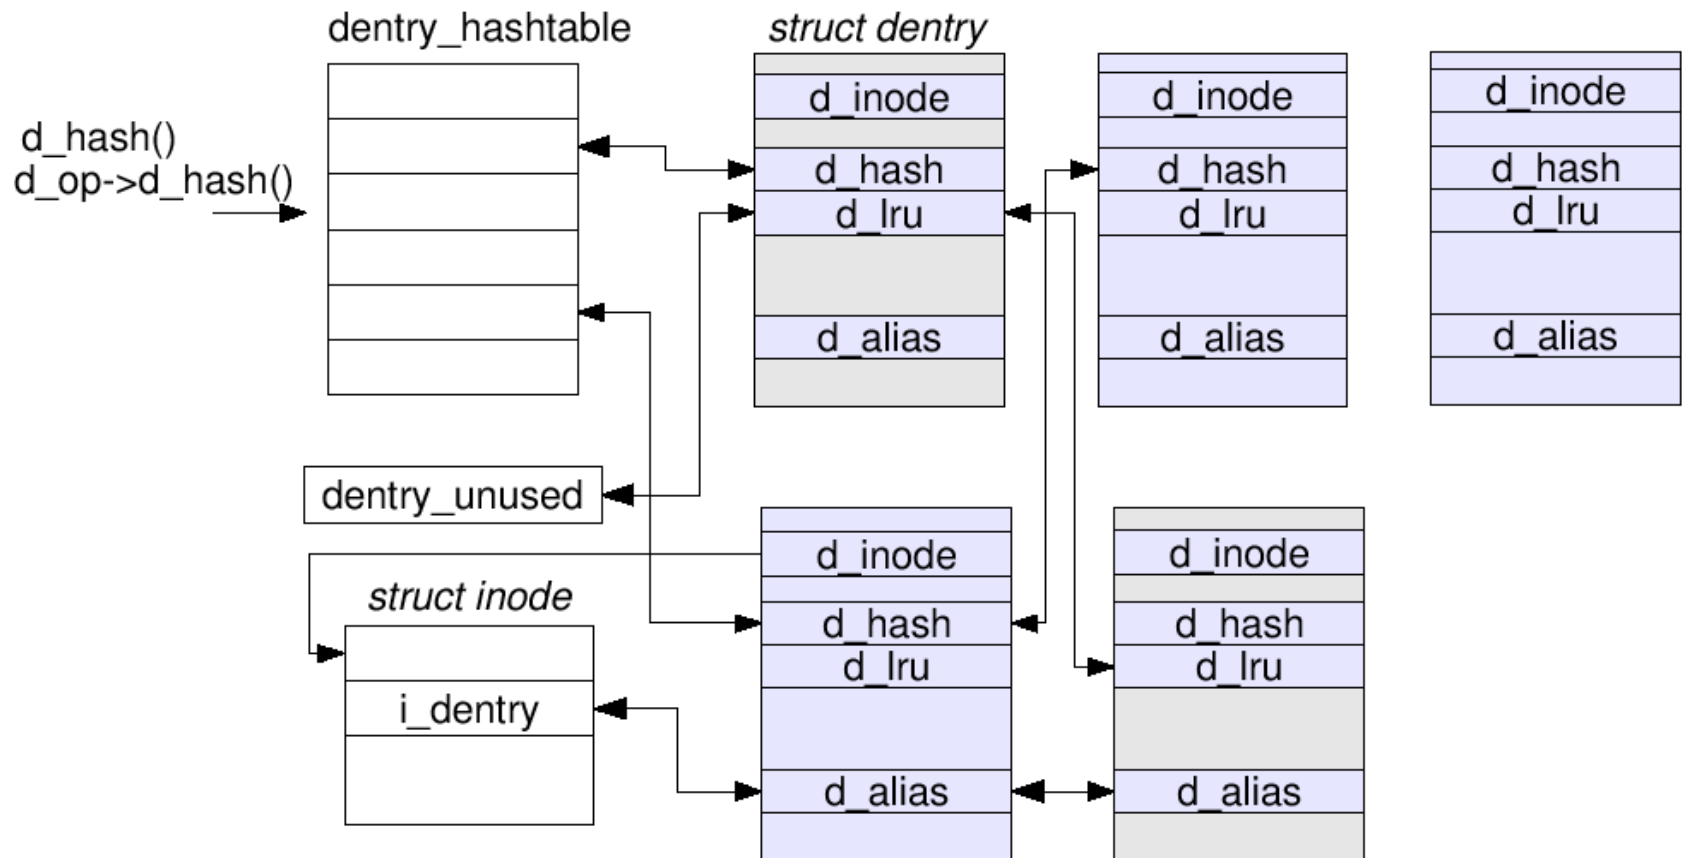 dentry_hashtable
struct dentry
d_hash()
d_op->d_hash()
d_inode
d_hash
d_lru
d_alias
d_inode
d_hash
d_lru
d_alias
d_inode
d_hash
d_lru
d_alias
dentry_unused
struct inode
i_dentry
d_inode
d_hash
d_lru
d_alias
d_inode
d_hash
d_lru
d_alias